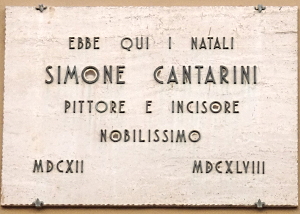 EBBE QUI I NATALI
SIMONE CANTARINI
PITTORE E INCISORE
NOBILISSIMO
MDCXII MDCXLVIII